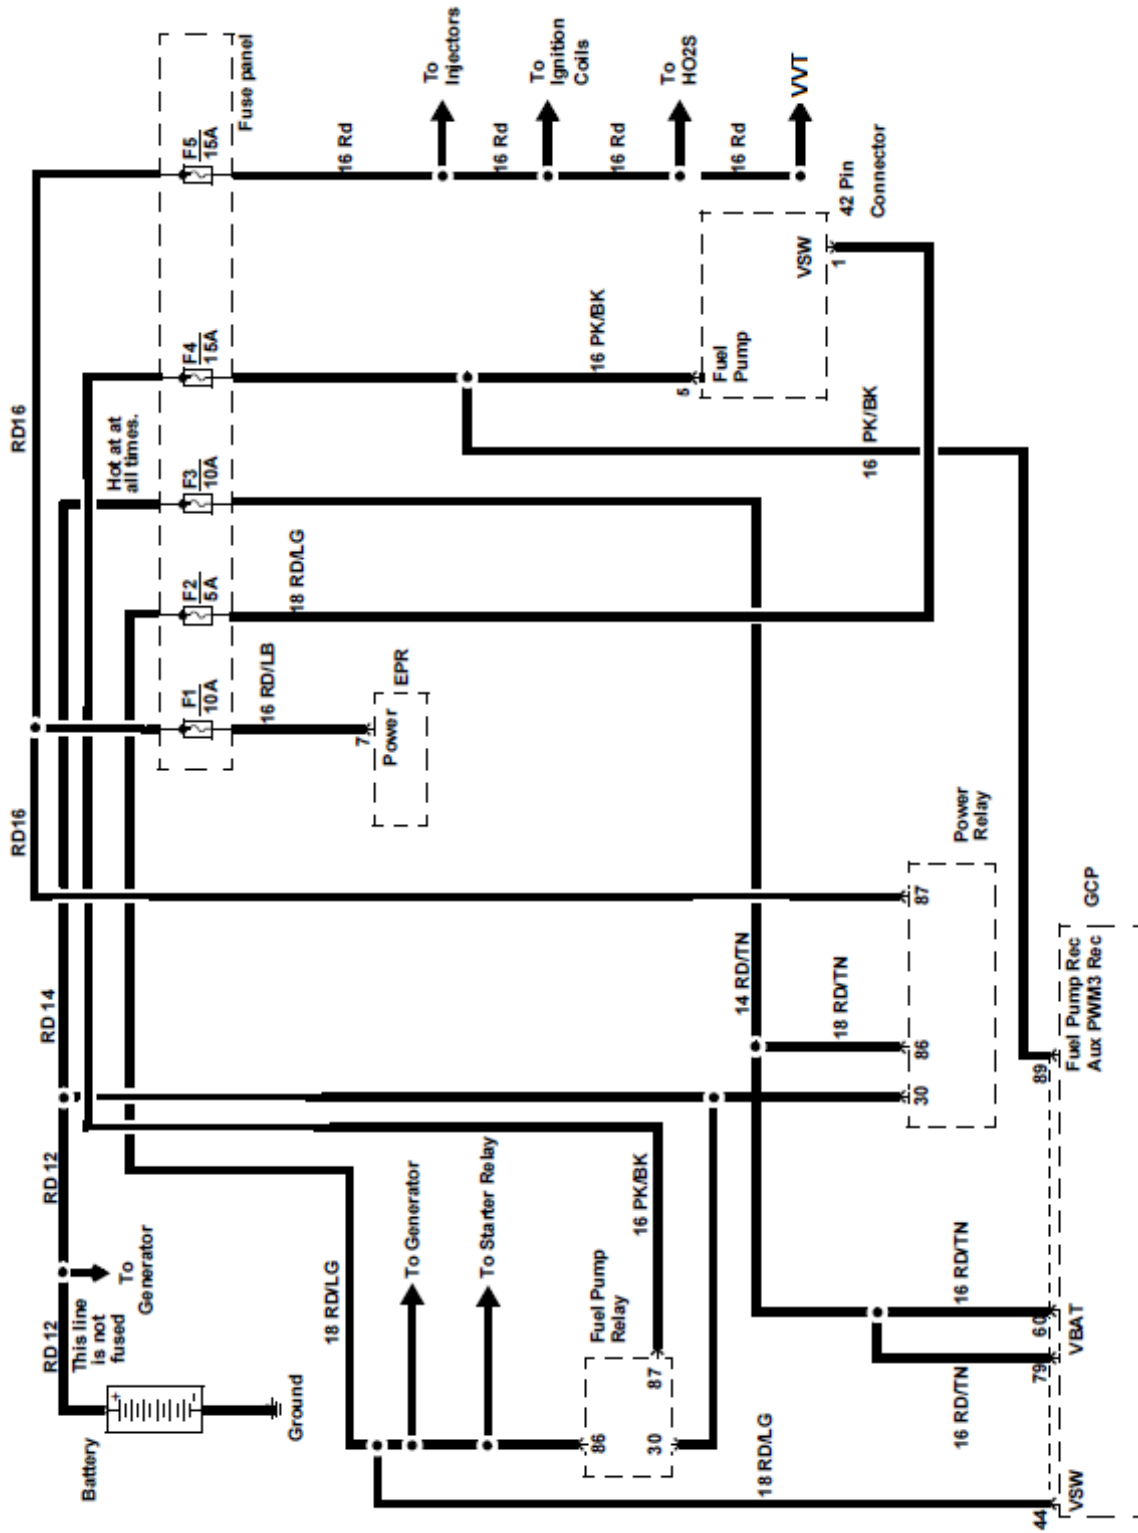 Battery
Ground
RD 12
This line
is not
fused
To
Generator
RD 12
RD 14
RD16
RD16
Hot at at
all times.
Fuse panel
F1
10A
F2
5A
F3
10A
F4
15A
F5
15A
16 RD/LB
18 RD/LG
EPR
Power
7
16 Rd
16 Rd
16 Rd
16 Rd
To
Injectors
To
Ignition
Coils
To
HO2S
VVT
42 Pin
Connector
VSW
1
Fuel
Pump
5
16 PK/BK
16 PK/BK
18 RD/LG
To Generator
To Starter Relay
16 PK/BK
Fuel Pump
Relay
86
87
30
18 RD/LG
14 RD/TN
18 RD/TN
Power
Relay
87
86
30
16 RD/TN
16 RD/TN
GCP
Fuel Pump Rec
Aux PWM3 Rec
89
60
VBAT
79
VSW
44